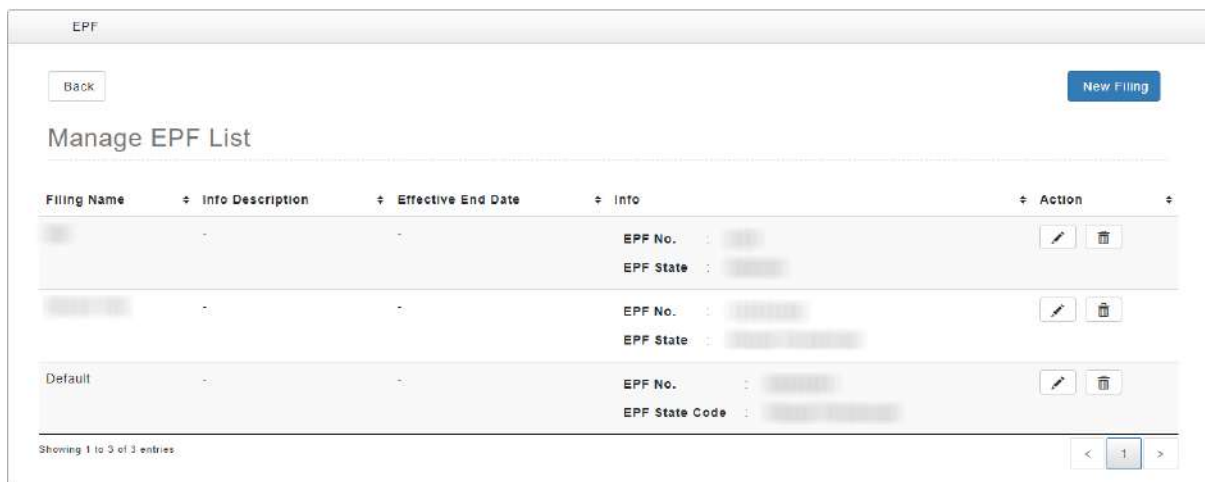 EPF
Back New Filing
Manage EPF List
Filing Name Info Description Effective End Date Info Action
- - EPF No. :
EPF State :
- - EPF No. :
EPF State :
Default - - EPF No. :
EPF State Code :
Showing 1 to 3 of 3 entries < 1 >